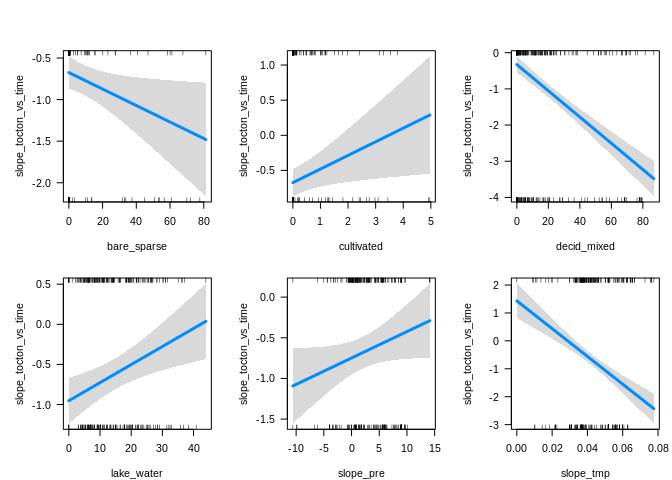 -0.5
-1.0
-1.5
-2.0
slope_tocton_vs_time
0 20 40 60 80
bare_sparse
1.0
0.5
0.0
-0.5
slope_tocton_vs_time
0 1 2 3 4 5
cultivated
0
-1
-2
-3
-4
slope_tocton_vs_time
0 20 40 60 80
decid_mixed
0.5
0.0
-0.5
-1.0
slope_tocton_vs_time
0 10 20 30 40
lake_water
0.0
-0.5
-1.0
-1.5
slope_tocton_vs_time
-10 -5 0 5 10 15
slope_pre
2
1
0
-1
-2
-3
slope_tocton_vs_time
0.00 0.02 0.04 0.06 0.08
slope_tmp